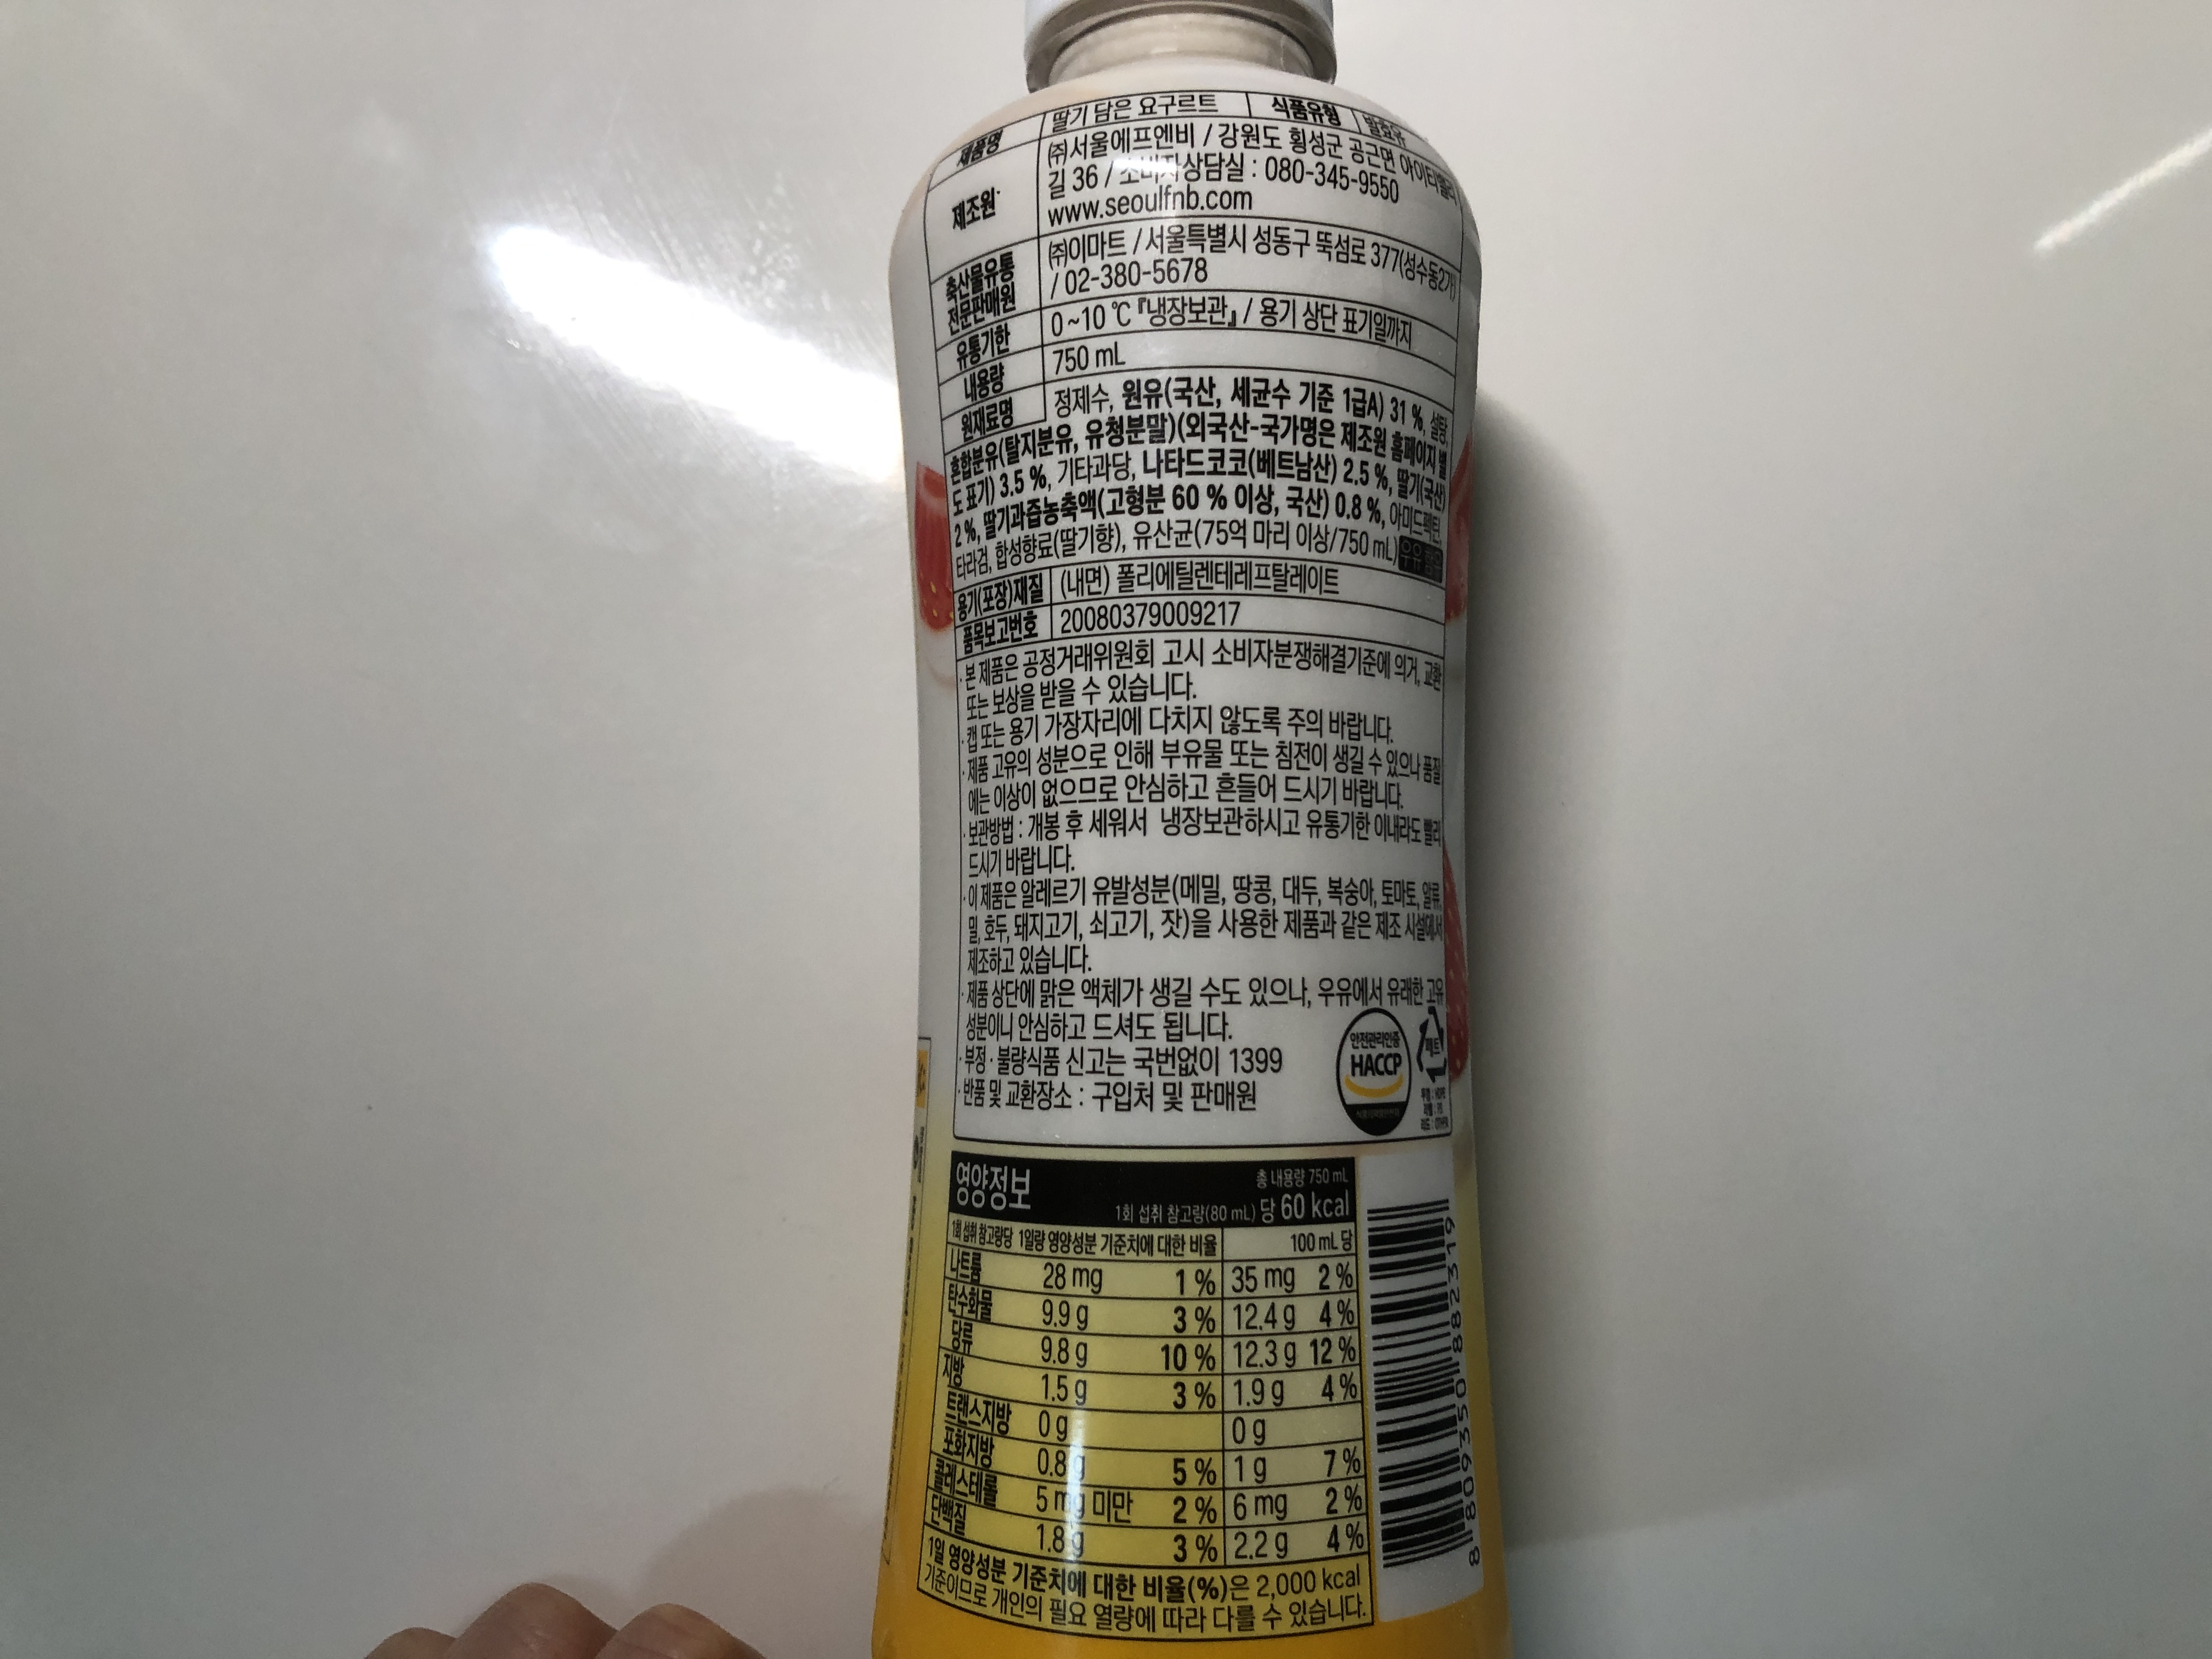 제품명 딸기 담은 요구르트 식품유형 발효유
제조원 ㈜서울에프엔비 / 강원도 횡성군 공근면 아이티밸리
길 36 / 소비자상담실 : 080-345-9550
www.seoulfnb.com
축산물유통 전문판매원 ㈜이마트 / 서울특별시 성동구 뚝섬로 377(성수동2가)
/ 02-380-5678
유통기한 0~10 ℃『냉장보관』/ 용기 상단 표기일까지
내용량 750 mL
원재료명 정제수, 원유(국산, 세균수 기준 1급A) 31 %, 설탕,
혼합분유(탈지분유, 유청분말)(외국산-국가명은 제조원 홈페이지 별
도 표기) 3.5 %, 기타과당, 나타드코코(베트남산) 2.5 %, 딸기(국산)
2 %, 딸기과즙농축액(고형분 60 % 이상, 국산) 0.8 %, 아미드펙틴,
타라검, 합성향료(딸기향), 유산균(75억 마리 이상/750 mL) 우유 함유
용기(포장)재질 (내면) 폴리에틸렌테레프탈레이트
품목보고번호 20080379009217
· 본 제품은 공정거래위원회 고시 소비자분쟁해결기준에 의거, 교환
또는 보상을 받을 수 있습니다.
· 캡 또는 용기 가장자리에 다치지 않도록 주의 바랍니다.
· 제품 고유의 성분으로 인해 부유물 또는 침전이 생길 수 있으나 품질
에는 이상이 없으므로 안심하고 흔들어 드시기 바랍니다.
· 보관방법 : 개봉 후 세워서 냉장보관하시고 유통기한 이내라도 빨리
드시기 바랍니다.
· 이 제품은 알레르기 유발성분(메밀, 땅콩, 대두, 복숭아, 토마토, 알류,
밀, 호두, 돼지고기, 쇠고기, 잣)을 사용한 제품과 같은 제조 시설에서
제조하고 있습니다.
· 제품 상단에 맑은 액체가 생길 수도 있으나, 우유에서 유래한 고유
성분이니 안심하고 드셔도 됩니다.
· 부정 · 불량식품 신고는 국번없이 1399
· 반품 및 교환장소 : 구입처 및 판매원
안전관리인증
HACCP
페트
영양정보 총 내용량 750 mL
1회 섭취 참고량(80 mL) 당 60 kcal
1회 섭취 참고량당 1일량 영양성분 기준치에 대한 비율 100 mL 당
나트륨 28 mg 1 % 35 mg 2 %
탄수화물 9.9 g 3 % 12.4 g 4 %
당류 9.8 g 10 % 12.3 g 12 %
지방 1.5 g 3 % 1.9 g 4 %
트랜스지방 0 g 0 g
포화지방 0.8 g 5 % 1 g 7 %
콜레스테롤 5 mg 미만 2 % 6 mg 2 %
단백질 1.8 g 3 % 2.2 g 4 %
1일 영양성분 기준치에 대한 비율(%)은 2,000 kcal
기준이므로 개인의 필요 열량에 따라 다를 수 있습니다.
8 809350 882319